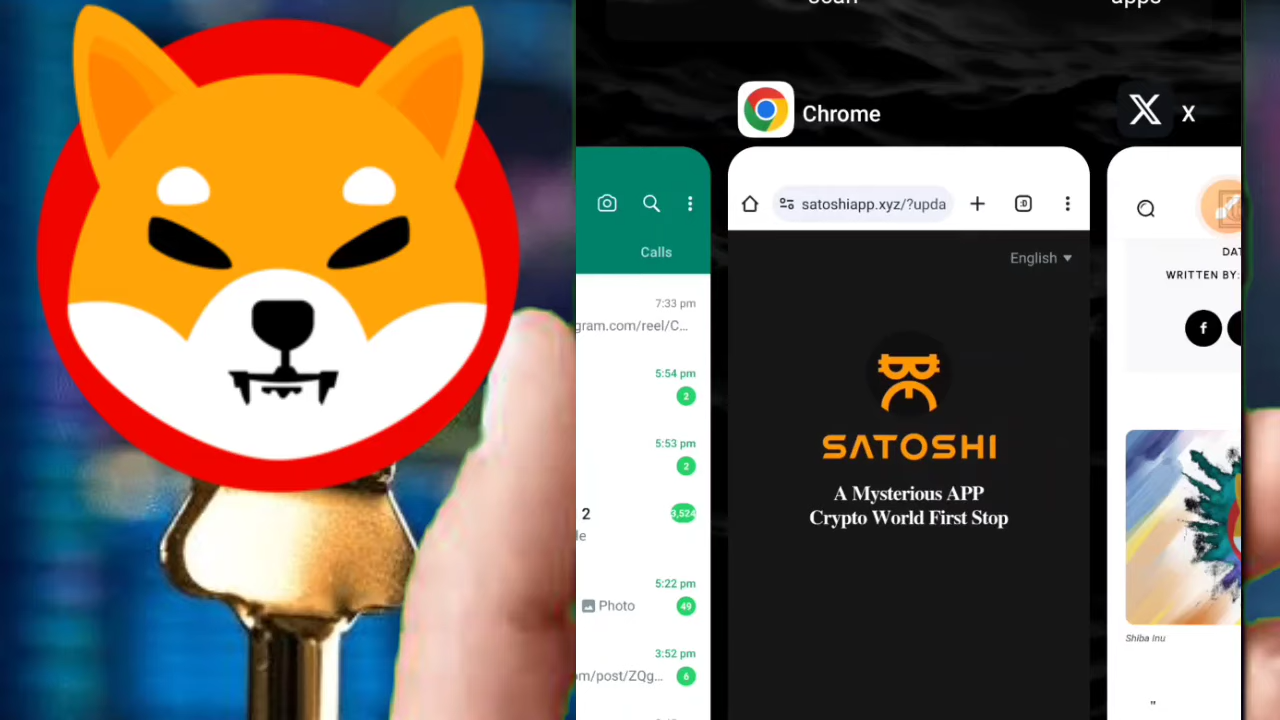 Chrome
X
Calls
7:33 pm
gram.com/reel/C...
5:54 pm
2
5:53 pm
2
2
3,524
5:22 pm
Photo
49
3:52 pm
om/post/ZQg...
6
satoshiapp.xyz/?upda
:D
English
SATOSHI
A Mysterious APP
Crypto World First Stop
WRITTEN BY:
f
Shiba Inu
"